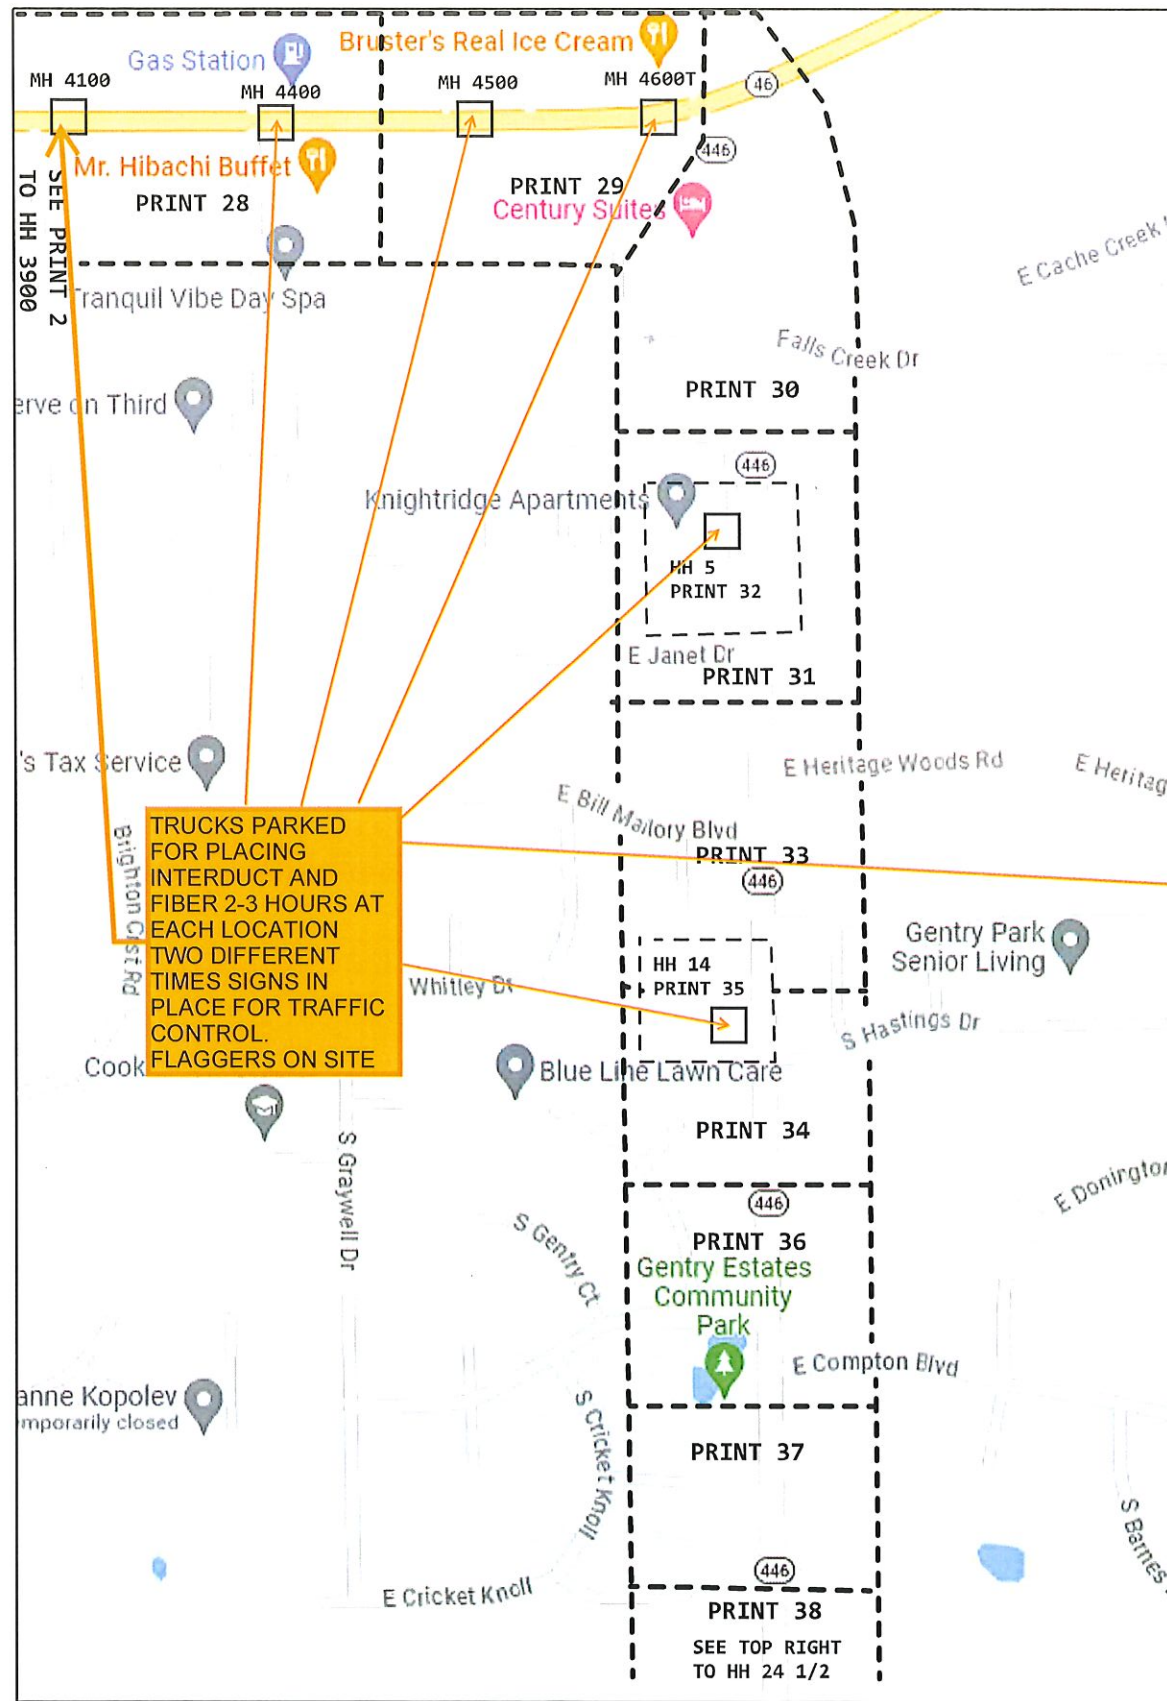 Bruster's Real Ice Cream
Gas Station
MH 4100
MH 4400
MH 4500
MH 4600T
46
446
Mr. Hibachi Buffet
PRINT 28
PRINT 29
Century Suites
SEE PRINT 2
TO HH 3900
Tranquil Vibe Day Spa
E Cache Creek
Falls Creek Dr
PRINT 30
erve on Third
446
Knightridge Apartments
HH 5
PRINT 32
E Janet Dr
PRINT 31
's Tax Service
E Heritage Woods Rd
E Heritag
E Bill Mallory Blvd
PRINT 33
446
Brighton Crst Rd
TRUCKS PARKED
FOR PLACING
INTERDUCT AND
FIBER 2-3 HOURS AT
EACH LOCATION
TWO DIFFERENT
TIMES SIGNS IN
PLACE FOR TRAFFIC
CONTROL.
FLAGGERS ON SITE
Gentry Park
Senior Living
HH 14
PRINT 35
Whitley Dr
S Hastings Dr
Cook
Blue Line Lawn Care
PRINT 34
S Graywell Dr
E Donington
446
S Gentry Ct
PRINT 36
Gentry Estates
Community
Park
E Compton Blvd
anne Kopolev
mporarily closed
S Cricket Knoll
PRINT 37
S Barnes
446
E Cricket Knoll
PRINT 38
SEE TOP RIGHT
TO HH 24 1/2